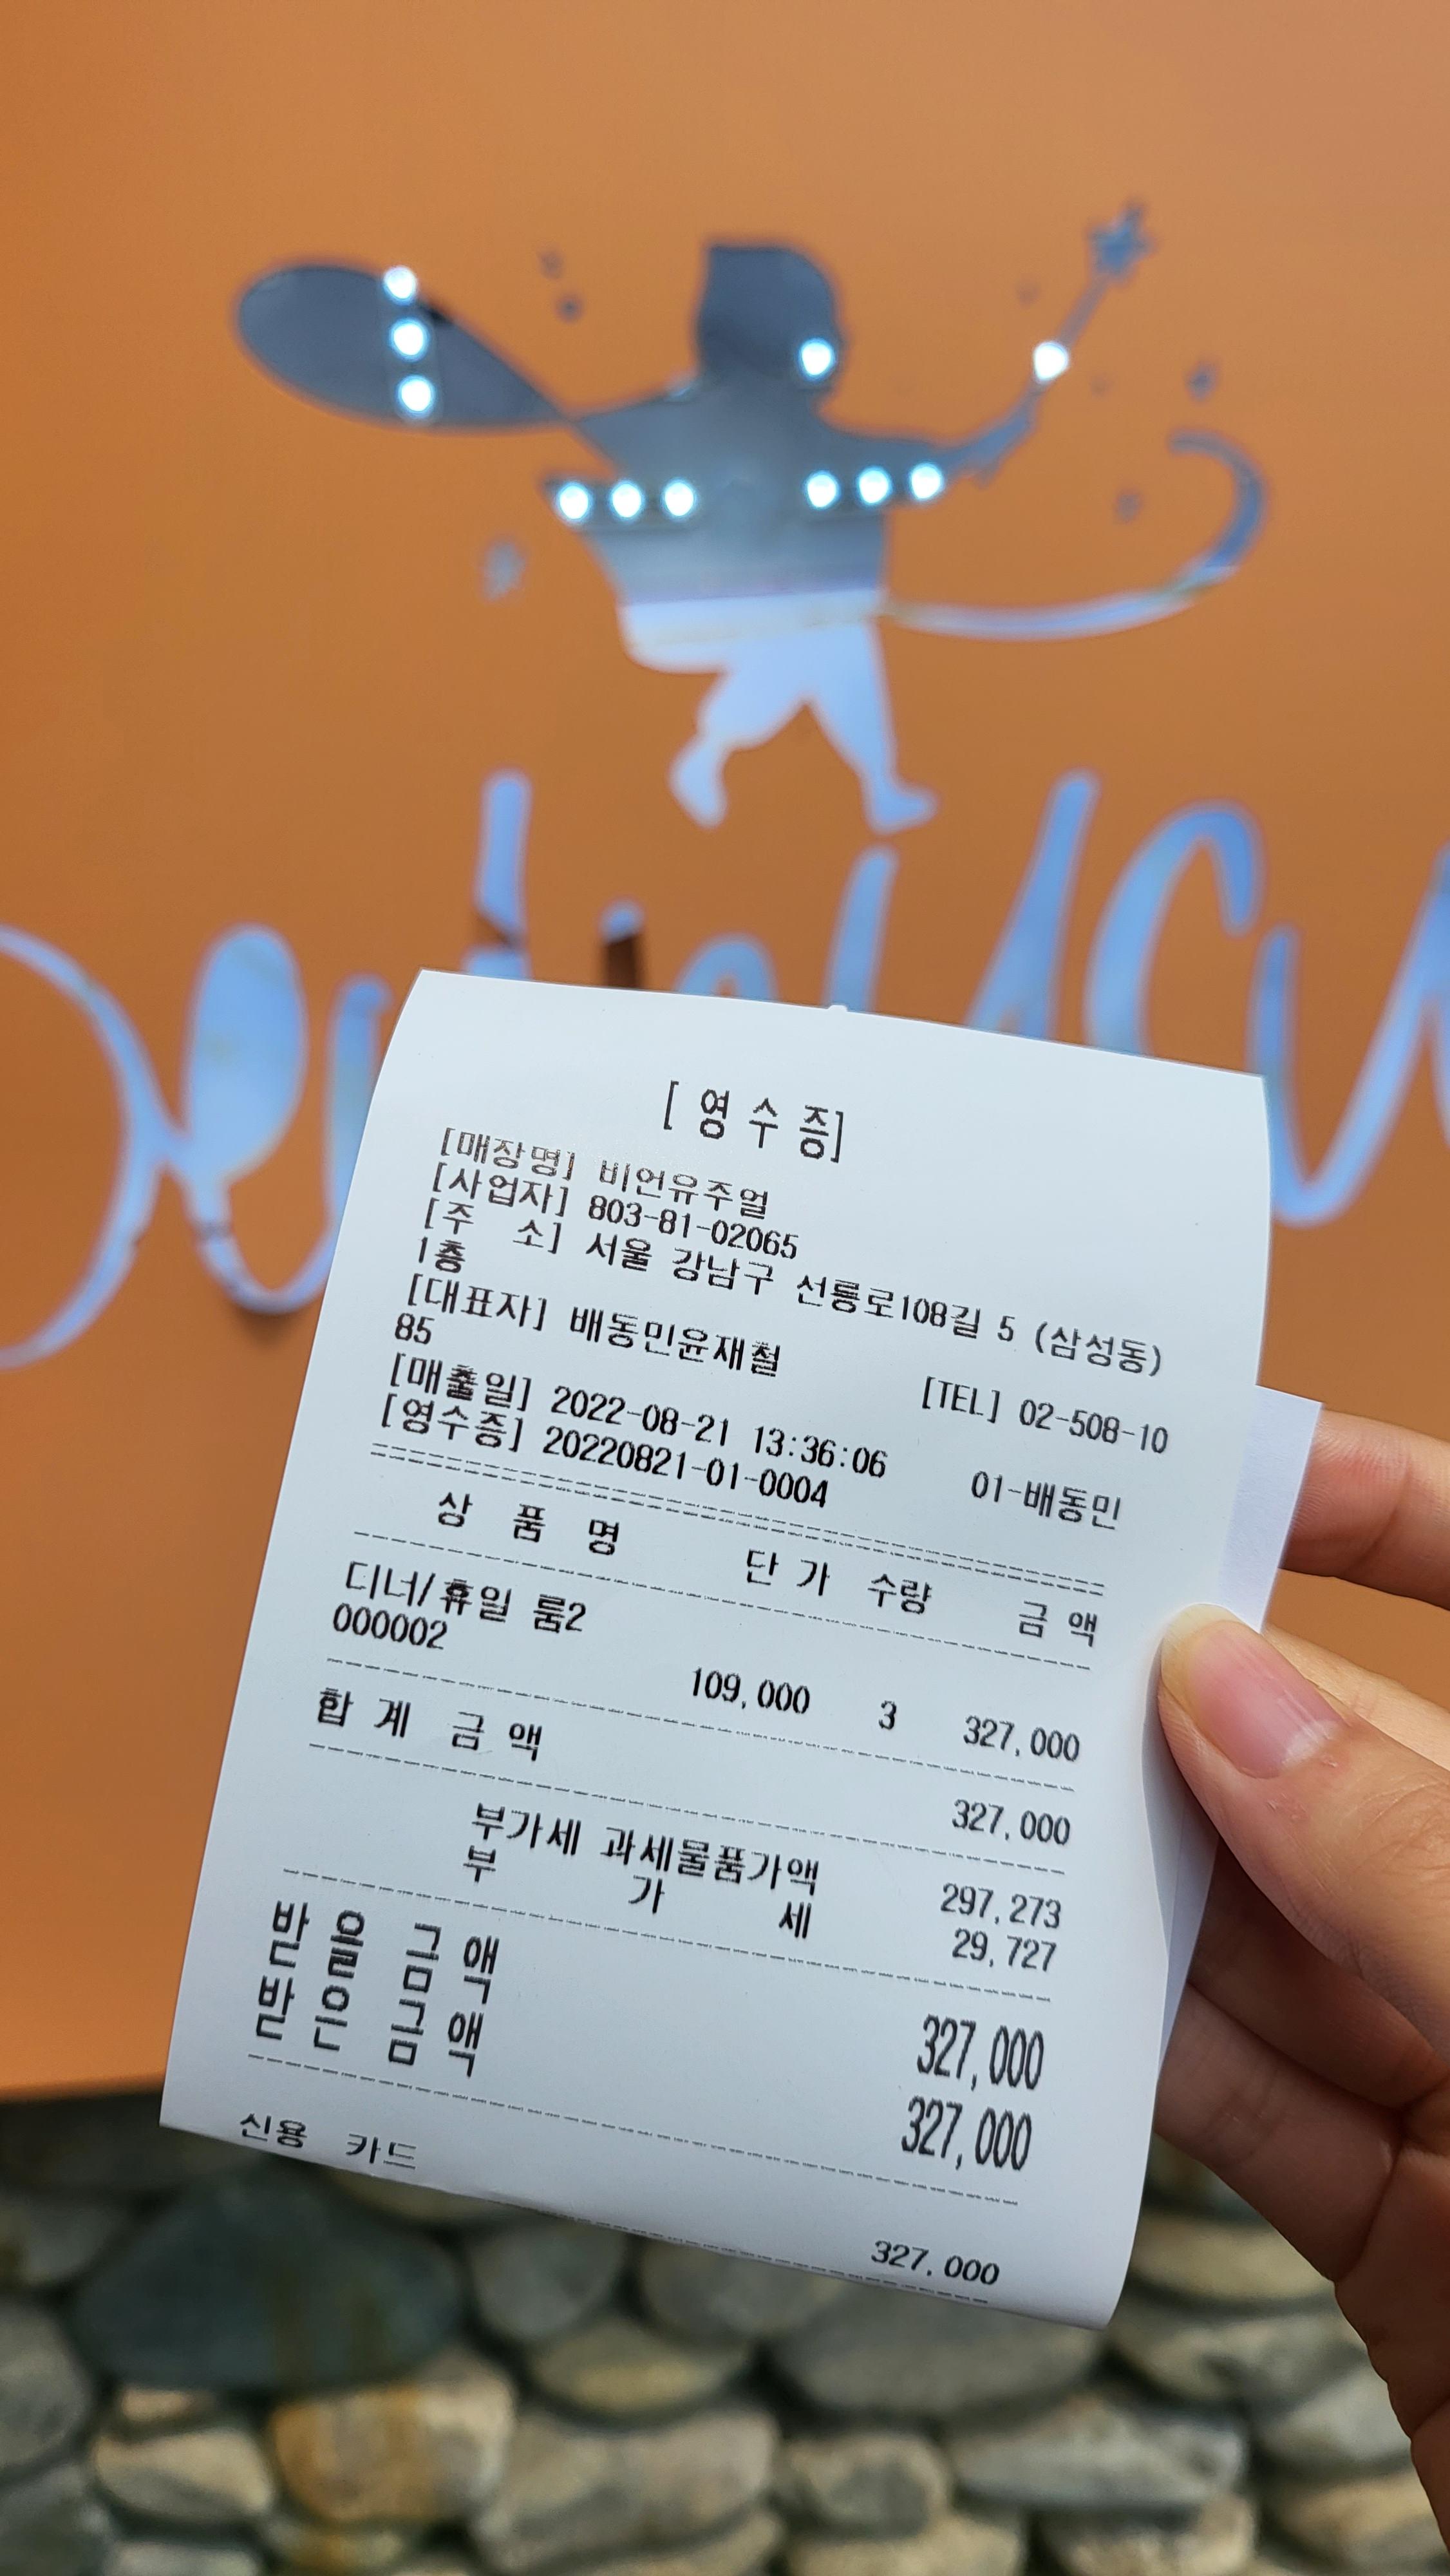 [ 영 수 증]
[매장명] 비언유주얼
[사업자] 803-81-02065
[주 소] 서울 강남구 선릉로108길 5 (삼성동)
1층
[대표자] 배동민윤재철 [TEL] 02-508-10
85
[매출일] 2022-08-21 13:36:06 01-배동민
[영수증] 20220821-01-0004
상 품 명 단 가 수량 금 액
디너/휴일 룸2
000002
109,000 3 327,000
합 계 금 액 327,000
부가세 과세물품가액 297,273
부 가 세 29,727
받 을 금 액 327,000
받 은 금 액 327,000
신용 카드 327,000